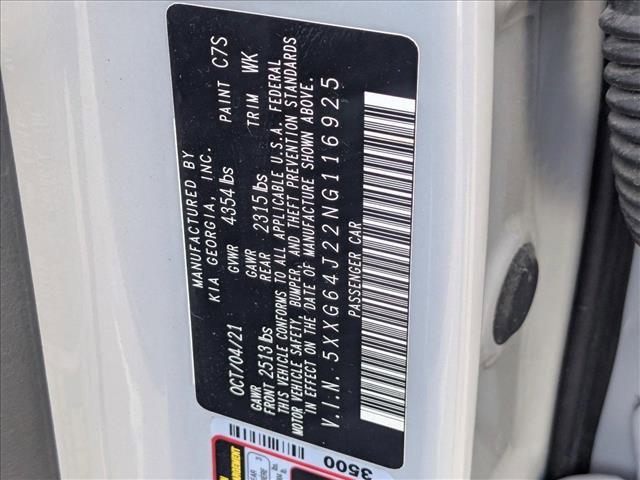 MANUFACTURED BY
KIA GEORGIA, INC.
OCT/04/21 GVWR 4354 lbs PAINT C7S
GAWR FRONT 2513 lbs GAWR REAR 2315 lbs TRIM WK
THIS VEHICLE CONFORMS TO ALL APPLICABLE U.S.A. FEDERAL
MOTOR VEHICLE SAFETY, BUMPER, AND THEFT PREVENTION STANDARDS
IN EFFECT ON THE DATE OF MANUFACTURE SHOWN ABOVE.
V.I.N. 5XXG64J22NG116925
PASSENGER CAR
3500